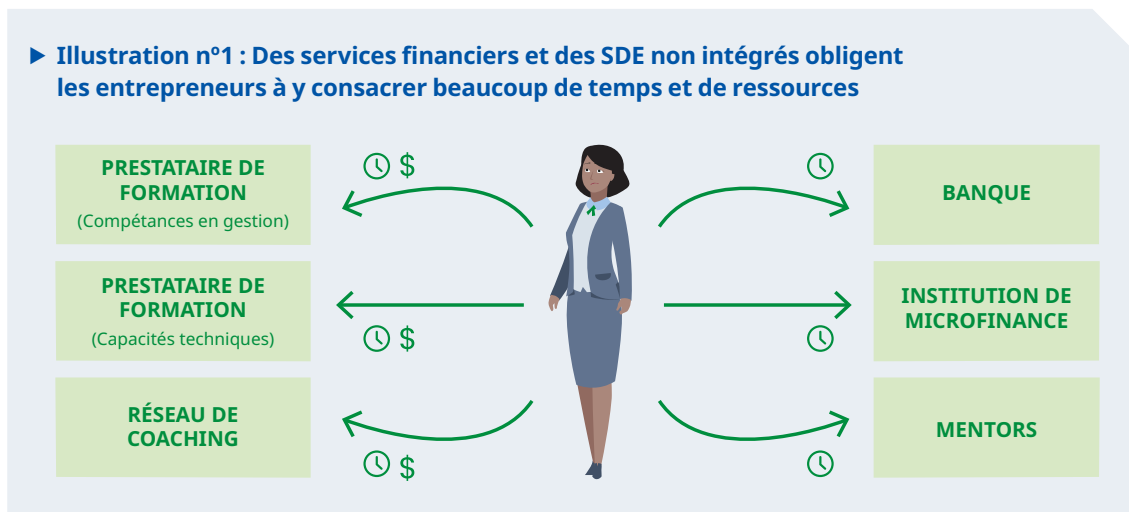 ▶ Illustration nº1 : Des services financiers et des SDE non intégrés obligent
les entrepreneurs à y consacrer beaucoup de temps et de ressources
PRESTATAIRE DE
FORMATION
(Compétances en gestion)
$
BANQUE
PRESTATAIRE DE
FORMATION
(Capacités techniques)
$
INSTITUTION DE
MICROFINANCE
RÉSEAU DE
COACHING
$
MENTORS